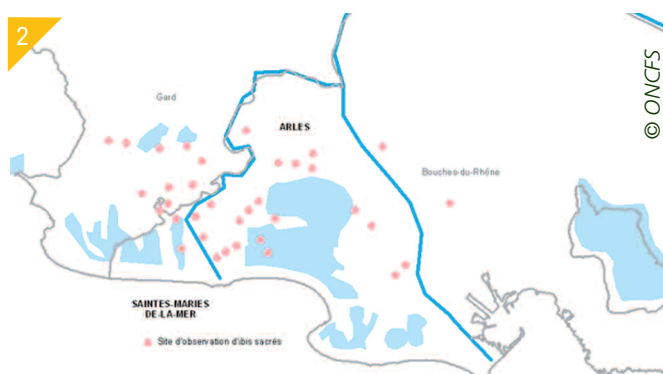 2
© ONCFS
Gard
ARLES
Bouches-du-Rhône
SAINTES-MARIES
DE-LA-MER
Site d'observation d'ibis sacrés